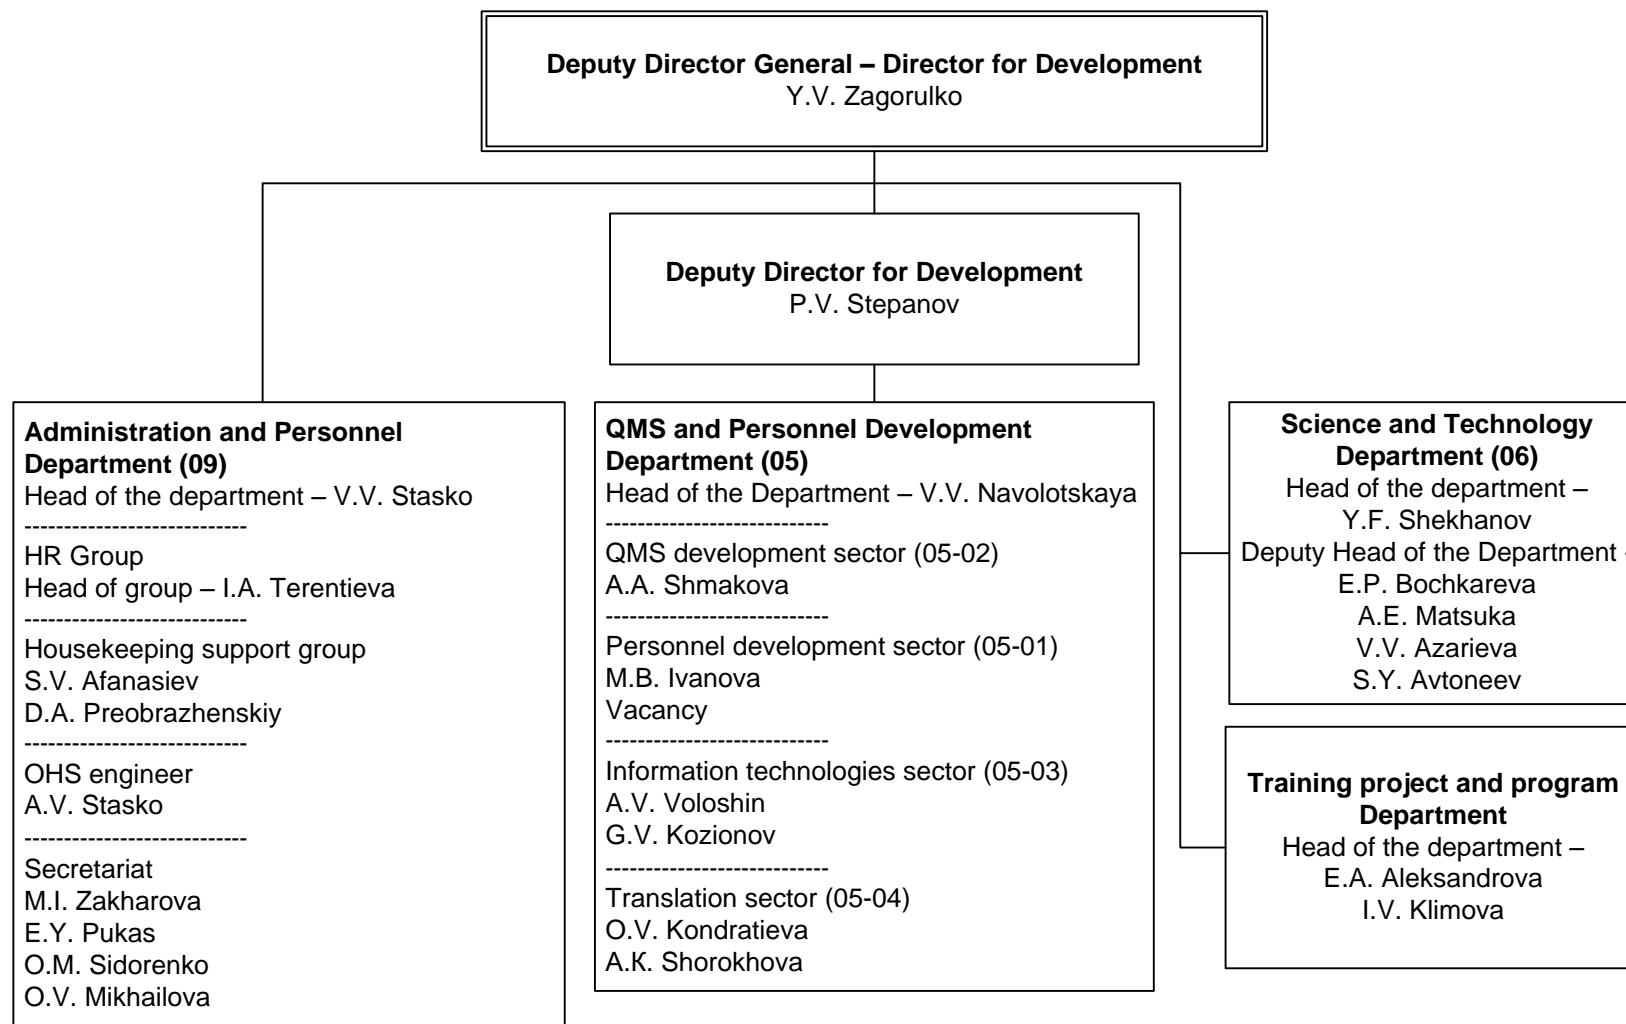 Deputy Director General – Director for Development
Y.V. Zagorulko
Deputy Director for Development
P.V. Stepanov
Administration and Personnel
Department (09)
Head of the department – V.V. Stasko
----------------------------
HR Group
Head of group – I.A. Terentieva
----------------------------
Housekeeping support group
S.V. Afanasiev
D.A. Preobrazhenskiy
----------------------------
OHS engineer
A.V. Stasko
----------------------------
Secretariat
M.I. Zakharova
E.Y. Pukas
O.M. Sidorenko
O.V. Mikhailova
QMS and Personnel Development
Department (05)
Head of the Department – V.V. Navolotskaya
----------------------------
QMS development sector (05-02)
A.A. Shmakova
----------------------------
Personnel development sector (05-01)
M.B. Ivanova
Vacancy
----------------------------
Information technologies sector (05-03)
A.V. Voloshin
G.V. Kozionov
----------------------------
Translation sector (05-04)
O.V. Kondratieva
A.К. Shorokhova
Science and Technology
Department (06)
Head of the department –
Y.F. Shekhanov
Deputy Head of the Department -
E.P. Bochkareva
A.E. Matsuka
V.V. Azarieva
S.Y. Avtoneev
Training project and program
Department
Head of the department –
E.A. Aleksandrova
I.V. Klimova